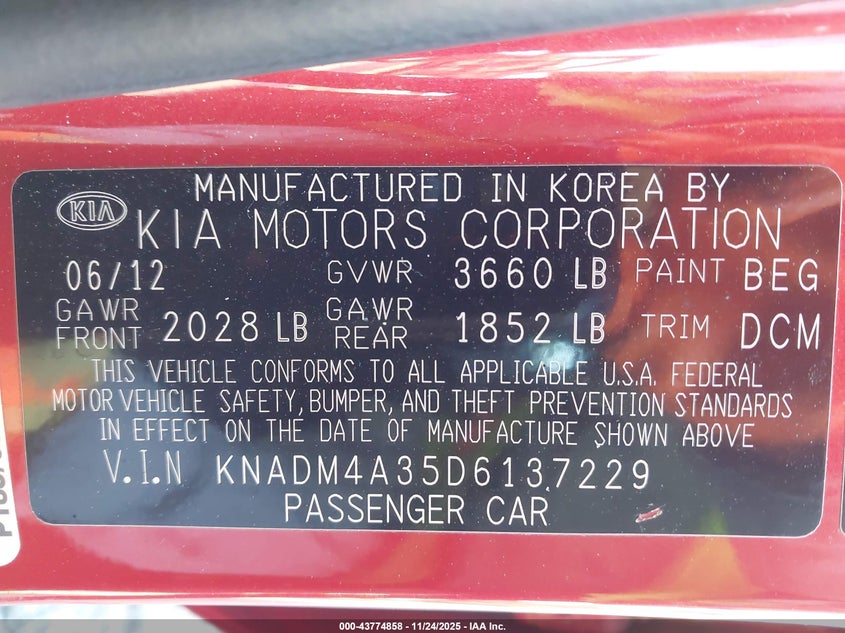 MANUFACTURED IN KOREA BY
KIA KIA MOTORS CORPORATION
06/12 GVWR 3660 LB PAINT BEG
GAWR FRONT 2028 LB GAWR REAR 1852 LB TRIM DCM
THIS VEHICLE CONFORMS TO ALL APPLICABLE U.S.A. FEDERAL
MOTOR VEHICLE SAFETY, BUMPER, AND THEFT PREVENTION STANDARDS
IN EFFECT ON THE DATE OF MANUFACTURE SHOWN ABOVE
V.I.N KNADM4A35D6137229
PASSENGER CAR
000-43774858 - 11/24/2025 - IAA Inc.